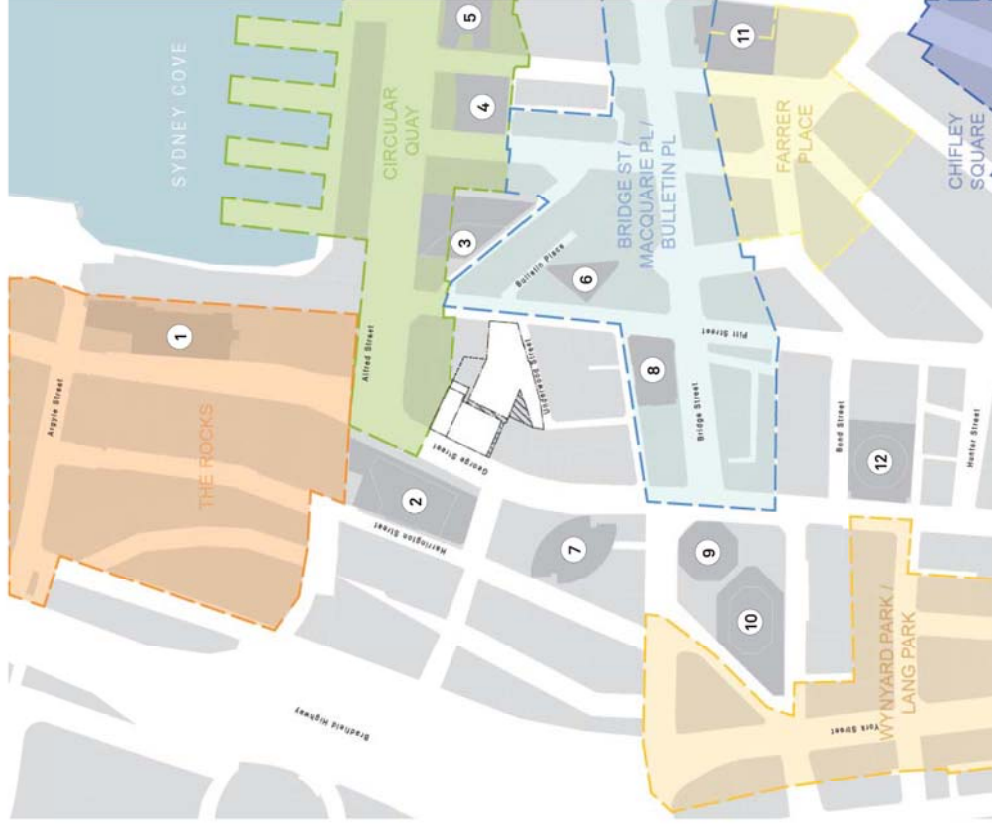 SYDNEY COVE
THE ROCKS
Argyle Street
1
CIRCULAR
QUAY
Alfred Street
5
4
3
2
Harrington Street
George Street
Underwood Street
Bulletin Place
6
BRIDGE ST /
MACQUARIE PL /
BULLETIN PL
11
FARRER
PLACE
CHIFLEY
SQUARE
7
8
Bridge Street
Pitt Street
9
10
Bond Street
12
Hunter Street
York Street
WYNYARD PARK /
LANG PARK
Bradfield Highway